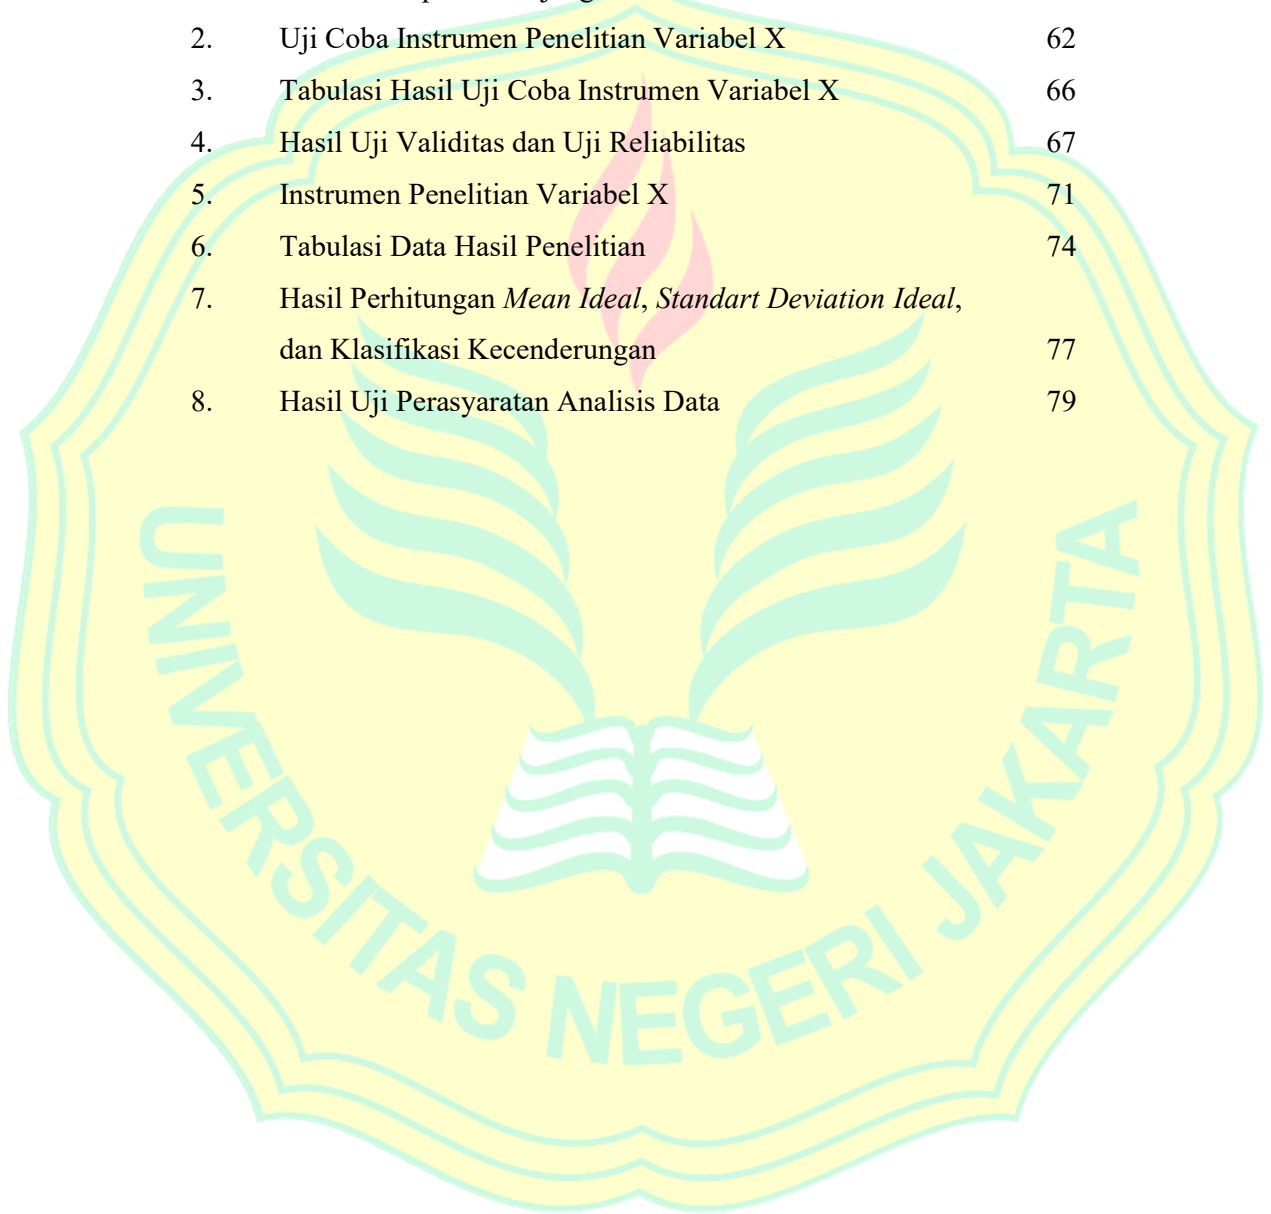 2. Uji Coba Instrumen Penelitian Variabel X 62
3. Tabulasi Hasil Uji Coba Instrumen Variabel X 66
4. Hasil Uji Validitas dan Uji Reliabilitas 67
5. Instrumen Penelitian Variabel X 71
6. Tabulasi Data Hasil Penelitian 74
7. Hasil Perhitungan Mean Ideal, Standart Deviation Ideal,
dan Klasifikasi Kecenderungan 77
8. Hasil Uji Perasyaratan Analisis Data 79
UNIVERSITAS NEGERI JAKARTA